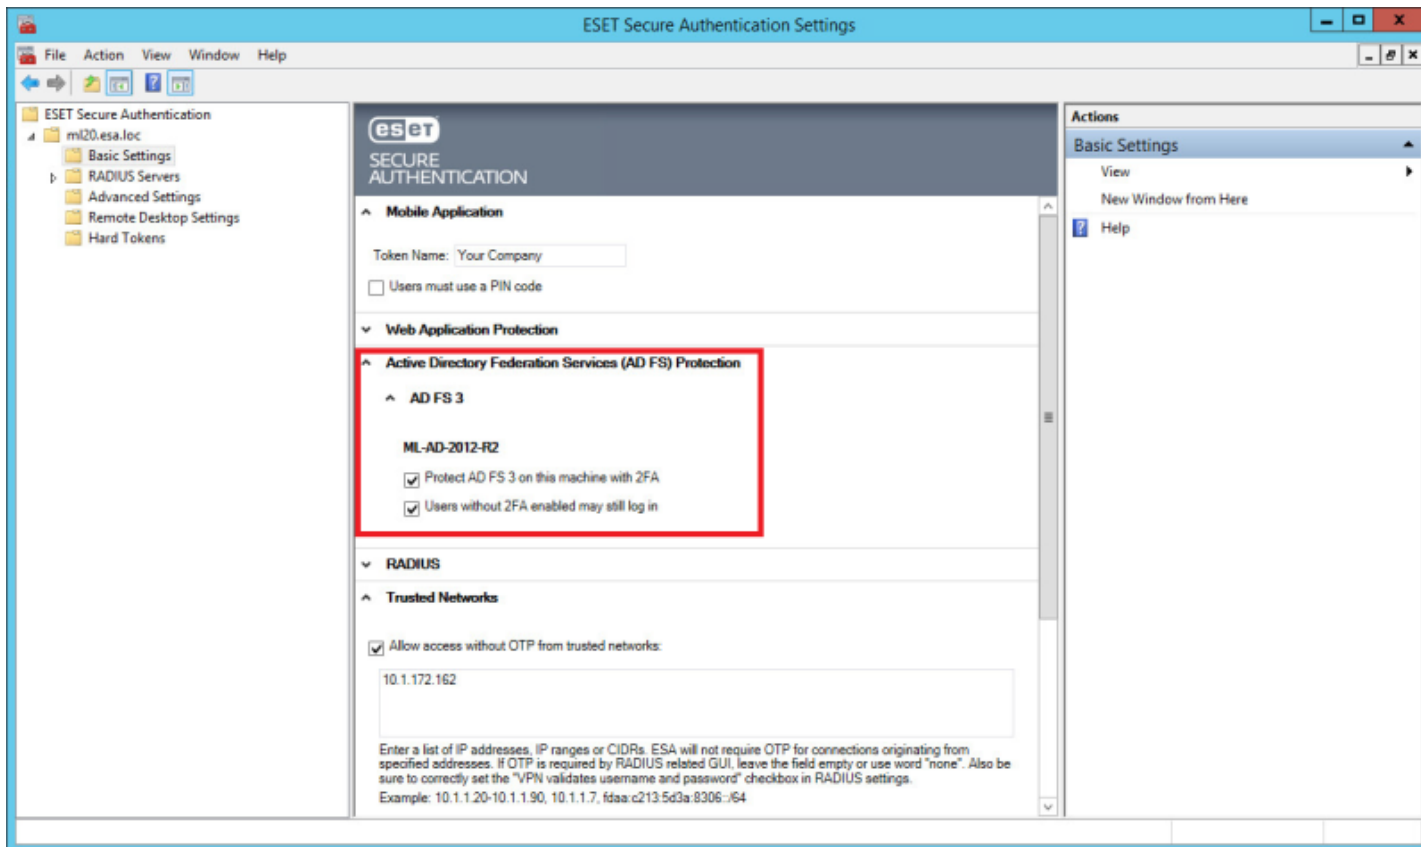 ESET Secure Authentication Settings
File Action View Window Help
ESET Secure Authentication
ml20.esa.loc
Basic Settings
RADIUS Servers
Advanced Settings
Remote Desktop Settings
Hard Tokens
eset
SECURE
AUTHENTICATION
Mobile Application
Token Name: Your Company
Users must use a PIN code
Web Application Protection
Active Directory Federation Services (AD FS) Protection
AD FS 3
ML-AD-2012-R2
Protect AD FS 3 on this machine with 2FA
Users without 2FA enabled may still log in
RADIUS
Trusted Networks
Allow access without OTP from trusted networks:
10.1.172.162
Enter a list of IP addresses, IP ranges or CIDRs. ESA will not require OTP for connections originating from
specified addresses. If OTP is required by RADIUS related GUI, leave the field empty or use word "none". Also be
sure to correctly set the "VPN validates username and password" checkbox in RADIUS settings.
Example: 10.1.1.20-10.1.1.90, 10.1.1.7, fdaa:c213:5d3a:8306::/64
Actions
Basic Settings
View
New Window from Here
Help